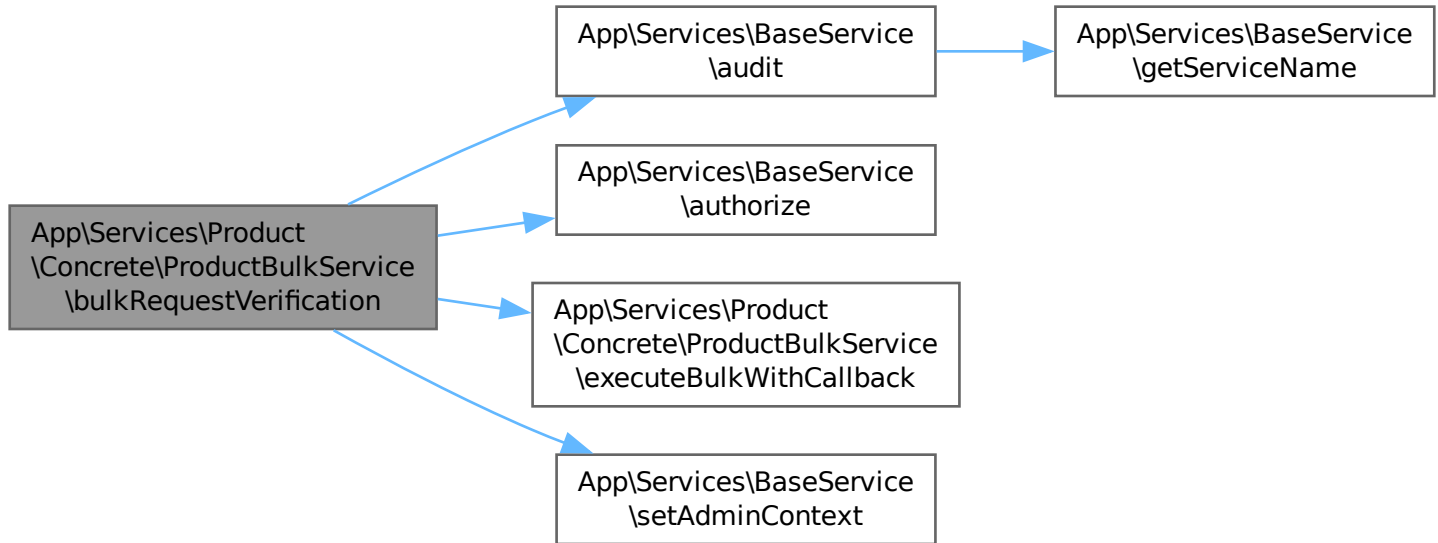 App\Services\Product
\Concrete\ProductBulkService
\bulkRequestVerification
App\Services\BaseService
\audit
App\Services\BaseService
\getServiceName
App\Services\BaseService
\authorize
App\Services\Product
\Concrete\ProductBulkService
\executeBulkWithCallback
App\Services\BaseService
\setAdminContext